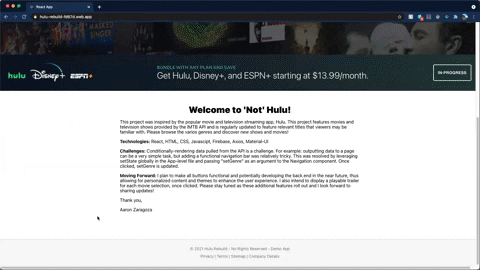 React App
hulu-rebuild-5f67d.web.app
MASKED
SINGER
hulu Disney+ ESPN+
BUNDLE WITH ANY PLAN AND SAVE
Get Hulu, Disney+, and ESPN+ starting at $13.99/month.
IN-PROGRESS
Welcome to 'Not' Hulu!
This project was inspired by the popular movie and television streaming app, Hulu. This project features movies and
television shows provided by the IMTB API and is regularly updated to feature relevant titles that viewers may be
familiar with. Please browse the various genres and discover new shows and movies!
Technologies: React, HTML, CSS, Javascript, Firebase, Axios, Material-UI
Challenges: Conditionally-rendering data pulled from the API is a challenge. For example: outputting data to a page
can be a very simple task, but adding a functional navigation bar was relatively tricky. This was resolved by leveraging
setState globally in the App-level file and passing "setGenre" as an argument to the Navigation component. Once
clicked, setGenre is updated.
Moving Forward: I plan to make all buttons functional and potentially developing the back end in the near future, thus
allowing for personalized content and themes to enhance the user experience. I also intend to display a playable trailer
for each movie selection, once clicked. Please stay tuned as these additional features roll out and I look forward to
sharing updates!
Thank you,
Aaron Zaragoza
© 2021 Hulu Rebuild - No Rights Reserved - Demo App
Privacy | Terms | Sitemap | Company Details